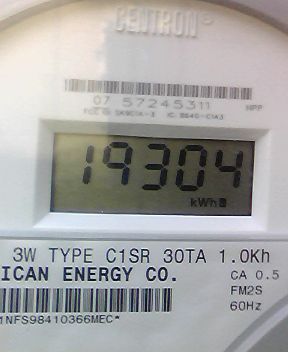 CENTRON
07 57245311 HPP
19304
kWh
3W TYPE C1SR 30TA 1.0Kh
ICAN ENERGY CO. CA 0.5
FM2S
60Hz
1NFS98410366MEC*